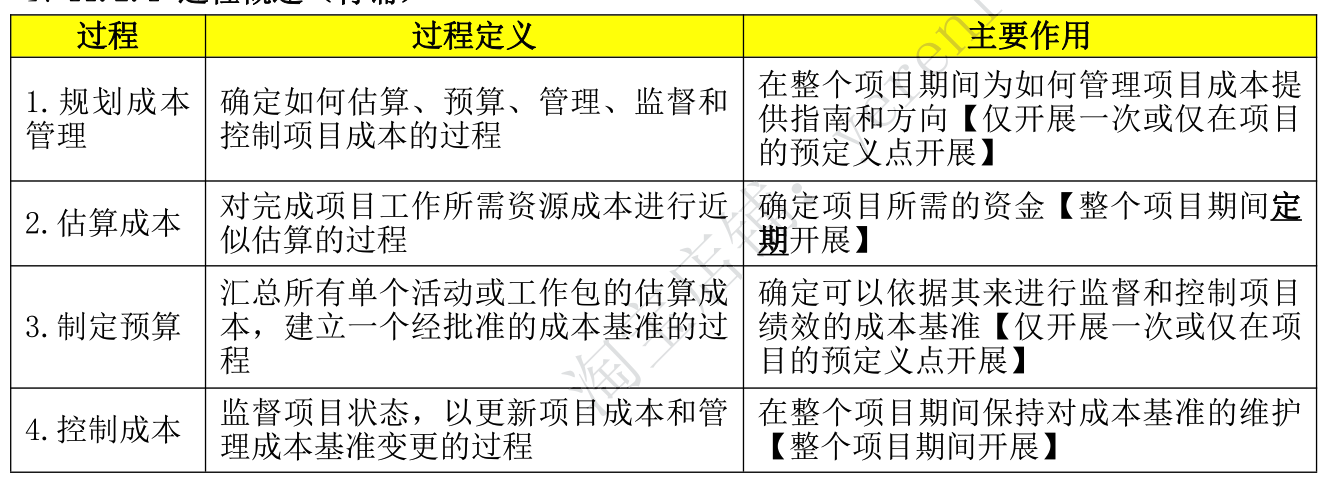 过程 过程定义 主要作用
1.规划成本管理
确定如何估算、预算、管理、监督和
控制项目成本的过程
在整个项目期间为如何管理项目成本提
供指南和方向【仅开展一次或仅在项目
的预定义点开展】
2.估算成本
对完成项目工作所需资源成本进行近
似估算的过程
确定项目所需的资金【整个项目期间定
期开展】
3.制定预算
汇总所有单个活动或工作包的估算成
本，建立一个经批准的成本基准的过
程
确定可以依据其来进行监督和控制项目
绩效的成本基准【仅开展一次或仅在项
目的预定义点开展】
4.控制成本
监督项目状态，以更新项目成本和管
理成本基准变更的过程
在整个项目期间保持对成本基准的维护
【整个项目期间开展】